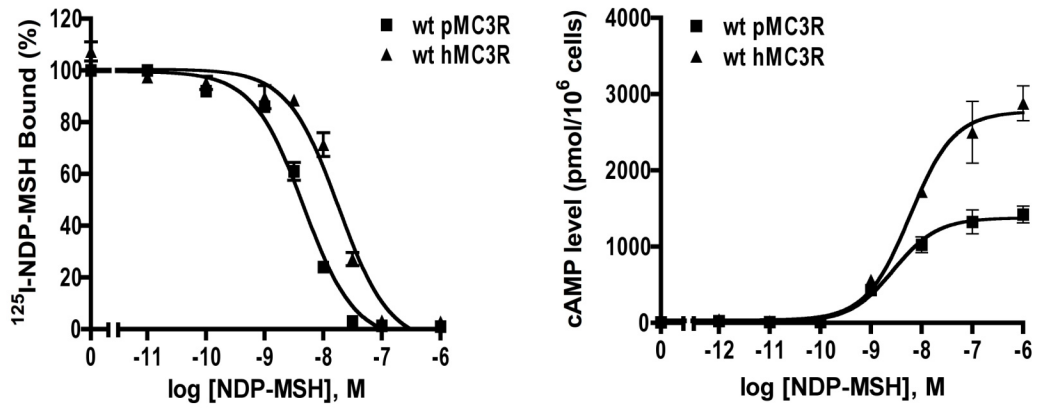 ¹²⁵I-NDP-MSH Bound (%)
120
100
80
60
40
20
0
■ wt pMC3R
▲ wt hMC3R
0 -11 -10 -9 -8 -7 -6
log [NDP-MSH], M
cAMP level (pmol/10⁶ cells)
4000
3000
2000
1000
0
■ wt pMC3R
▲ wt hMC3R
0 -12 -11 -10 -9 -8 -7 -6
log [NDP-MSH], M